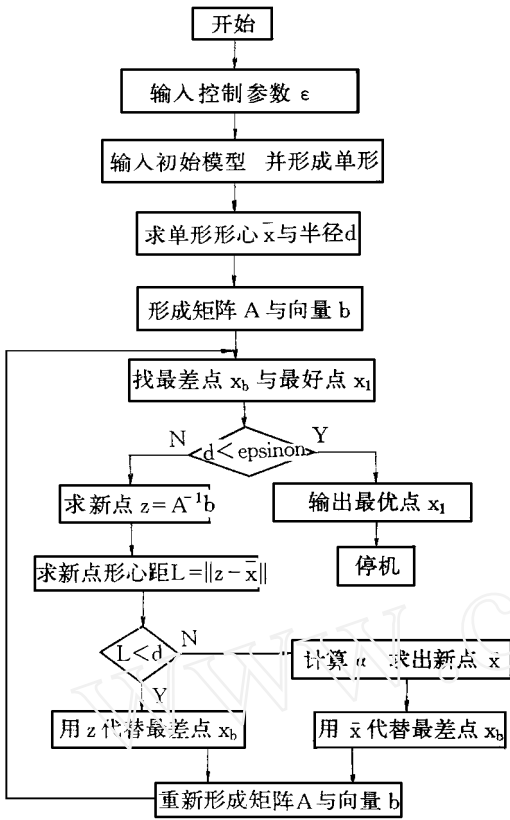 开始
输入控制参数 ε
输入初始模型 并形成单形
求单形形心 x̄ 与半径d
形成矩阵 A 与向量 b
找最差点 x_b 与最好点 x_1
N
d < epsinon
Y
求新点 z=A⁻¹b
输出最优点 x_1
求新点形心距L=‖z-x̄‖
停机
L<d
N
计算 α 求出新点 x̄
Y
用 z 代替最差点 x_b
用 x̄ 代替最差点 x_b
重新形成矩阵A与向量 b